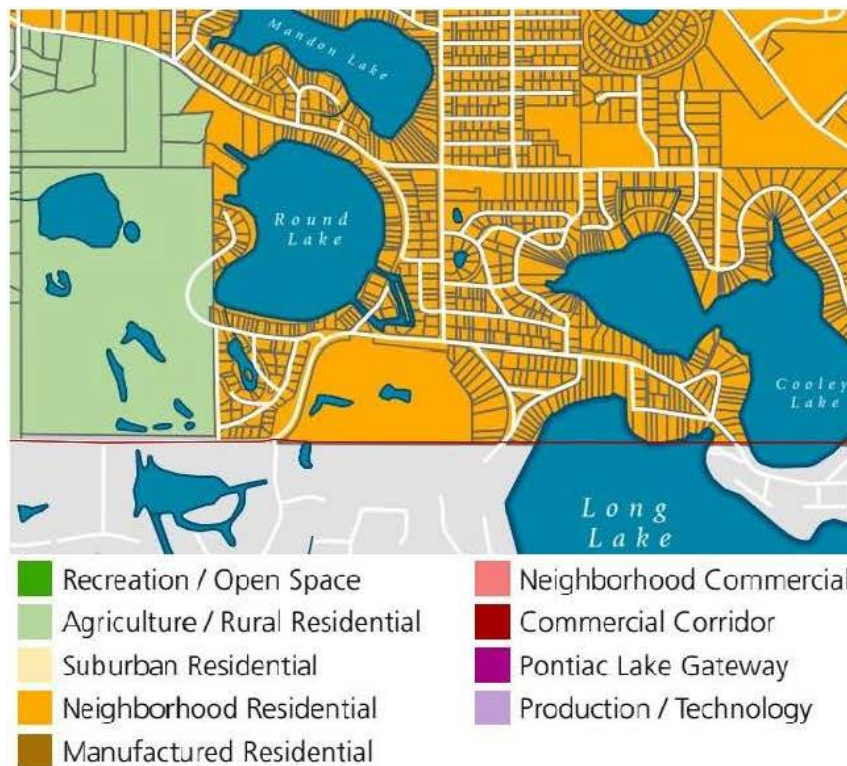 Mandon Lake
Round
Lake
Cooley
Lake
Long
Lake
Recreation / Open Space
Agriculture / Rural Residential
Suburban Residential
Neighborhood Residential
Manufactured Residential
Neighborhood Commercial
Commercial Corridor
Pontiac Lake Gateway
Production / Technology